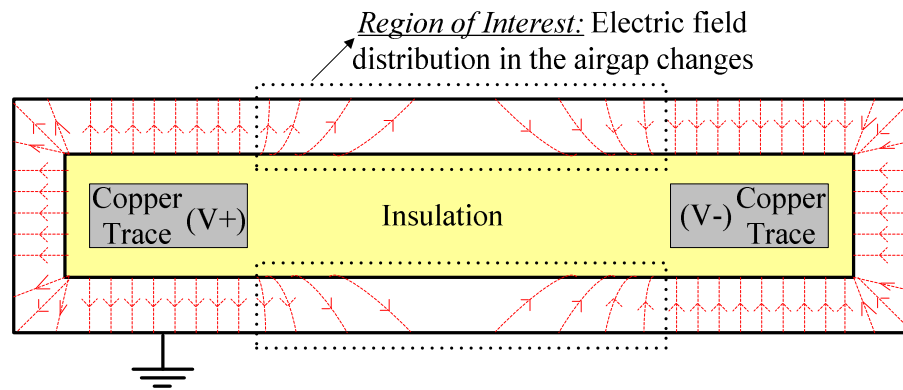 Region of Interest: Electric field
distribution in the airgap changes
Copper
Trace (V+)
Insulation
(V-) Copper
Trace